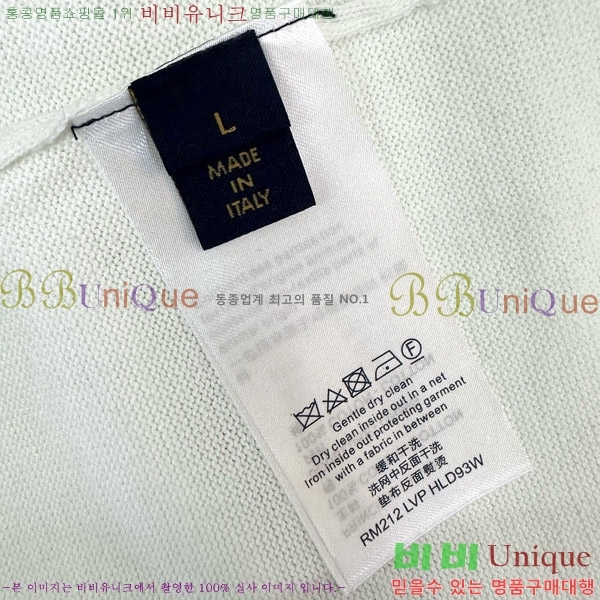 홍콩명품쇼핑몰 1위 비비유니크 명품구매대행
L
MADE
IN
ITALY
BBUniQue 동종업계 최고의 품질 NO.1 BBUniQue
Gentle dry clean
Dry clean inside out in a net
Iron inside out protecting garment
with a fabric in between
缓和干洗
洗网中反面干洗
垫布反面熨烫
RM212 LVP HLD93W
비비 Unique
믿을수 있는 명품구매대행
-본 이미지는 비비유니크에서 촬영한 100% 실사 이미지 입니다.-